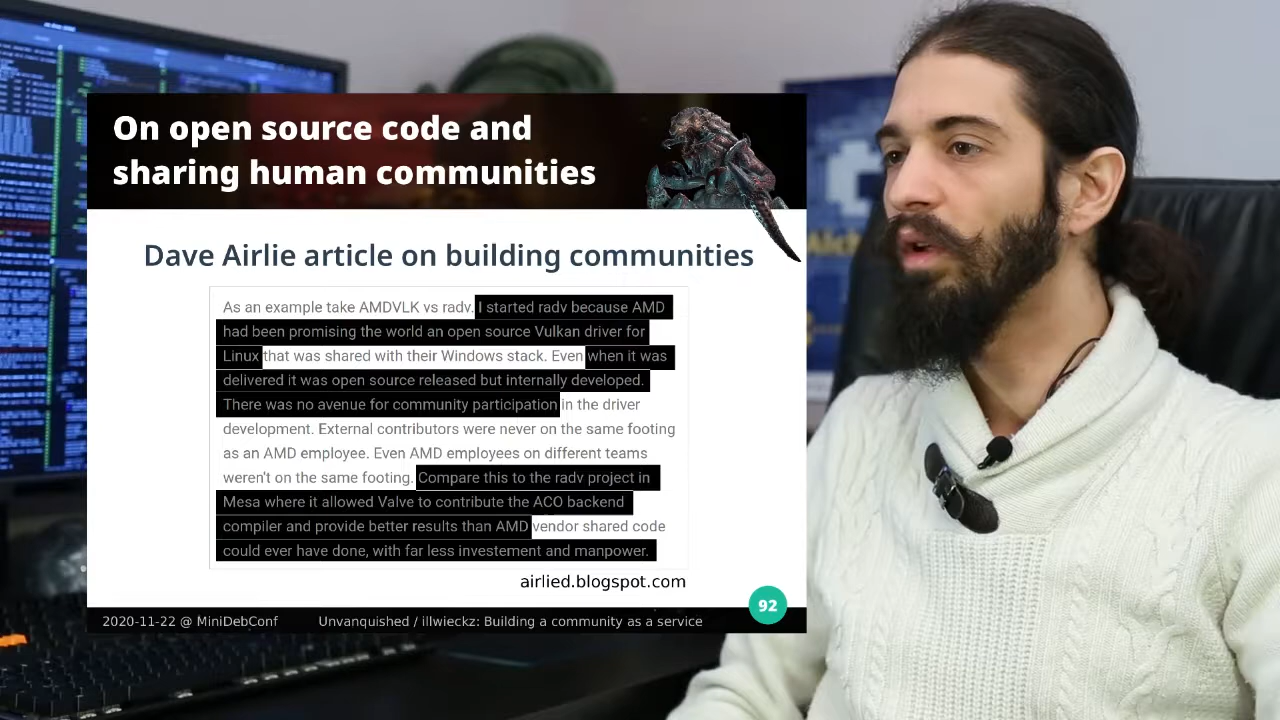 On open source code and
sharing human communities
Dave Airlie article on building communities
As an example take AMDVLK vs radv. I started radv because AMD
had been promising the world an open source Vulkan driver for
Linux that was shared with their Windows stack. Even when it was
delivered it was open source released but internally developed.
There was no avenue for community participation in the driver
development. External contributors were never on the same footing
as an AMD employee. Even AMD employees on different teams
weren't on the same footing. Compare this to the radv project in
Mesa where it allowed Valve to contribute the ACO backend
compiler and provide better results than AMD vendor shared code
could ever have done, with far less investement and manpower.
airlied.blogspot.com
92
2020-11-22 @ MiniDebConf
Unvanquished / illwieckz: Building a community as a service